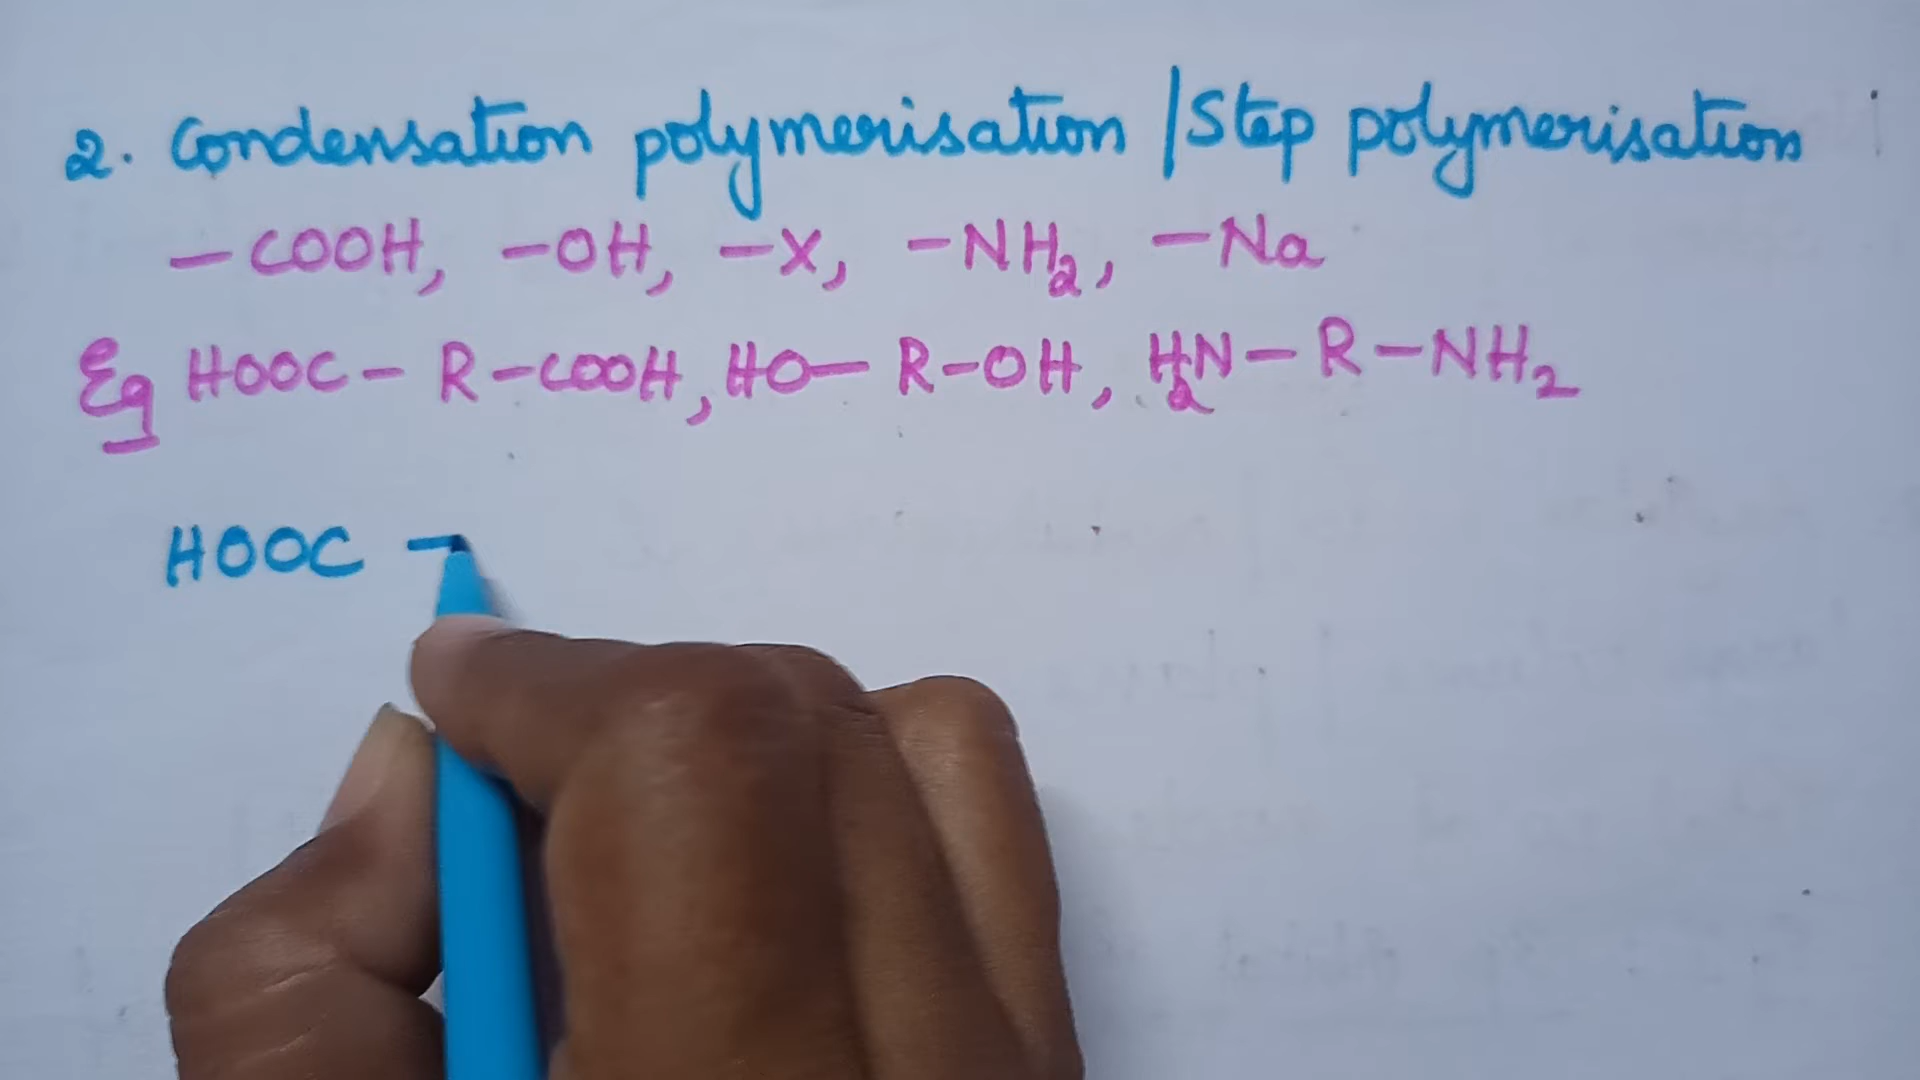 2. Condensation polymerisation / Step polymerisation
—COOH, —OH, —X, —NH₂, —Na
Eg HOOC — R — COOH, HO — R — OH, H₂N — R — NH₂
HOOC —